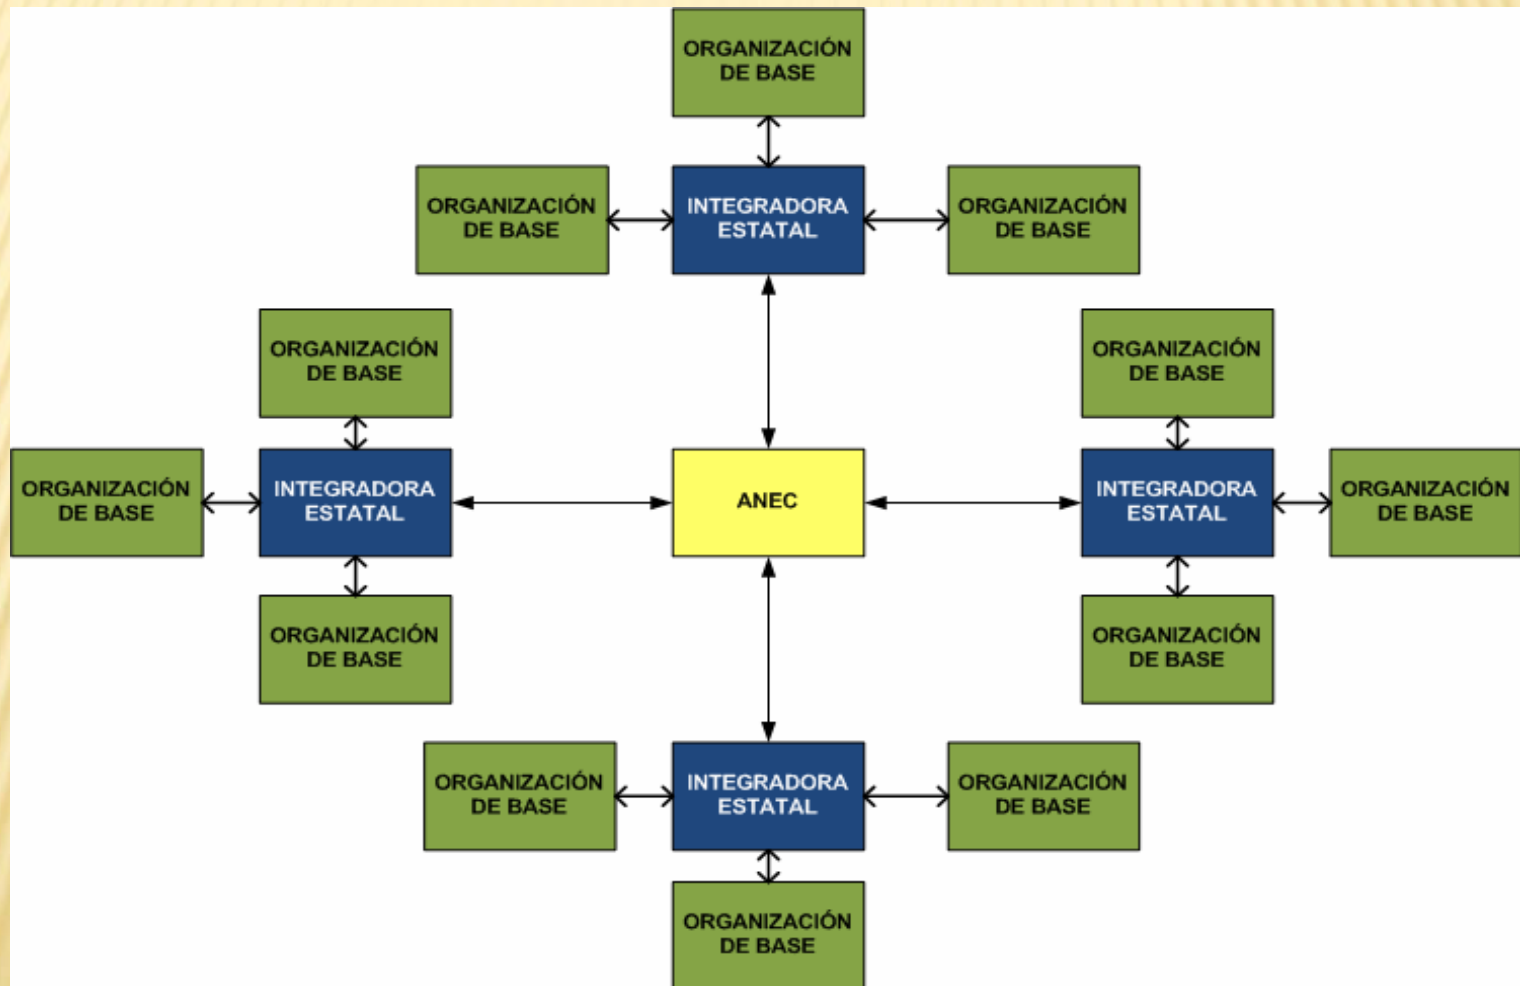 ORGANIZACIÓN
DE BASE
ORGANIZACIÓN
DE BASE
INTEGRADORA
ESTATAL
ORGANIZACIÓN
DE BASE
ORGANIZACIÓN
DE BASE
ORGANIZACIÓN
DE BASE
ORGANIZACIÓN
DE BASE
INTEGRADORA
ESTATAL
ANEC
INTEGRADORA
ESTATAL
ORGANIZACIÓN
DE BASE
ORGANIZACIÓN
DE BASE
ORGANIZACIÓN
DE BASE
ORGANIZACIÓN
DE BASE
INTEGRADORA
ESTATAL
ORGANIZACIÓN
DE BASE
ORGANIZACIÓN
DE BASE